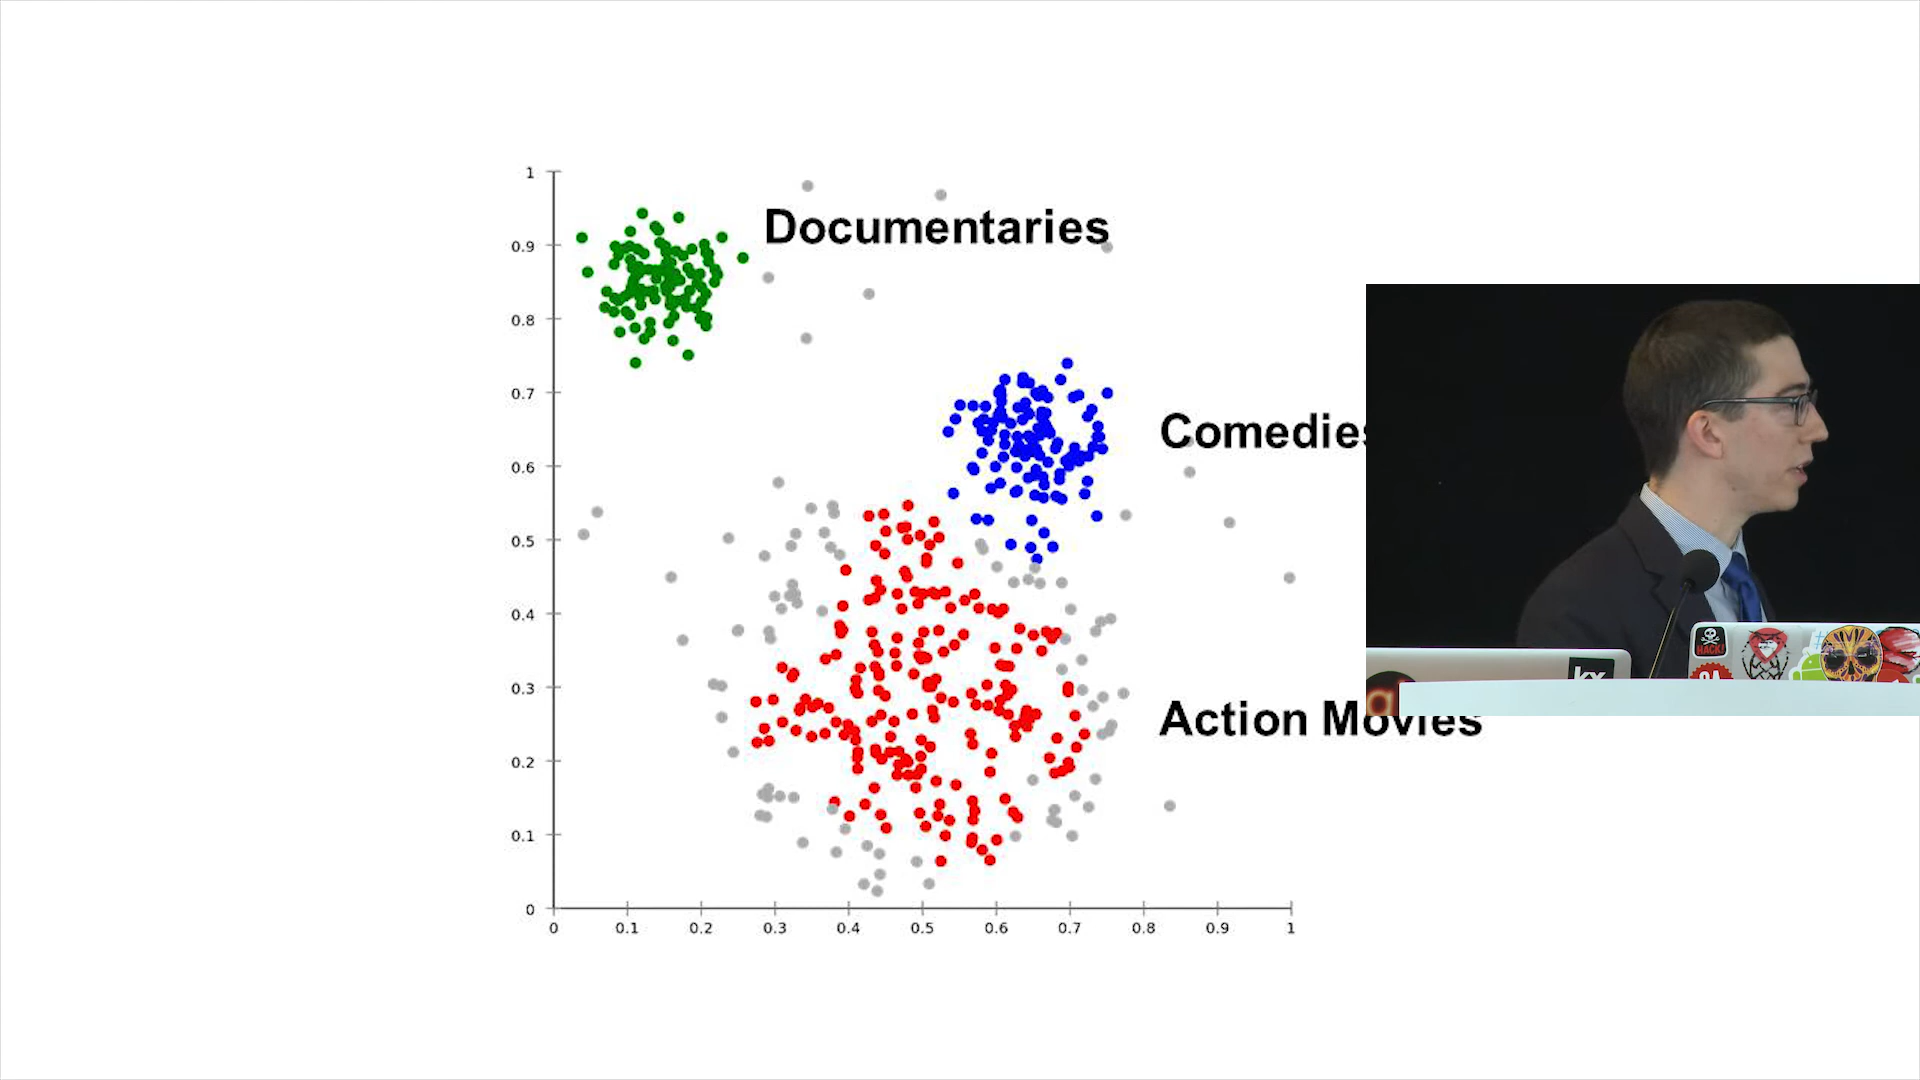 1
Documentaries
0.9
0.8
0.7
Comedies
0.6
0.5
0.4
0.3
Action Movies
0.2
0.1
0
0 0.1 0.2 0.3 0.4 0.5 0.6 0.7 0.8 0.9 1
HACK!